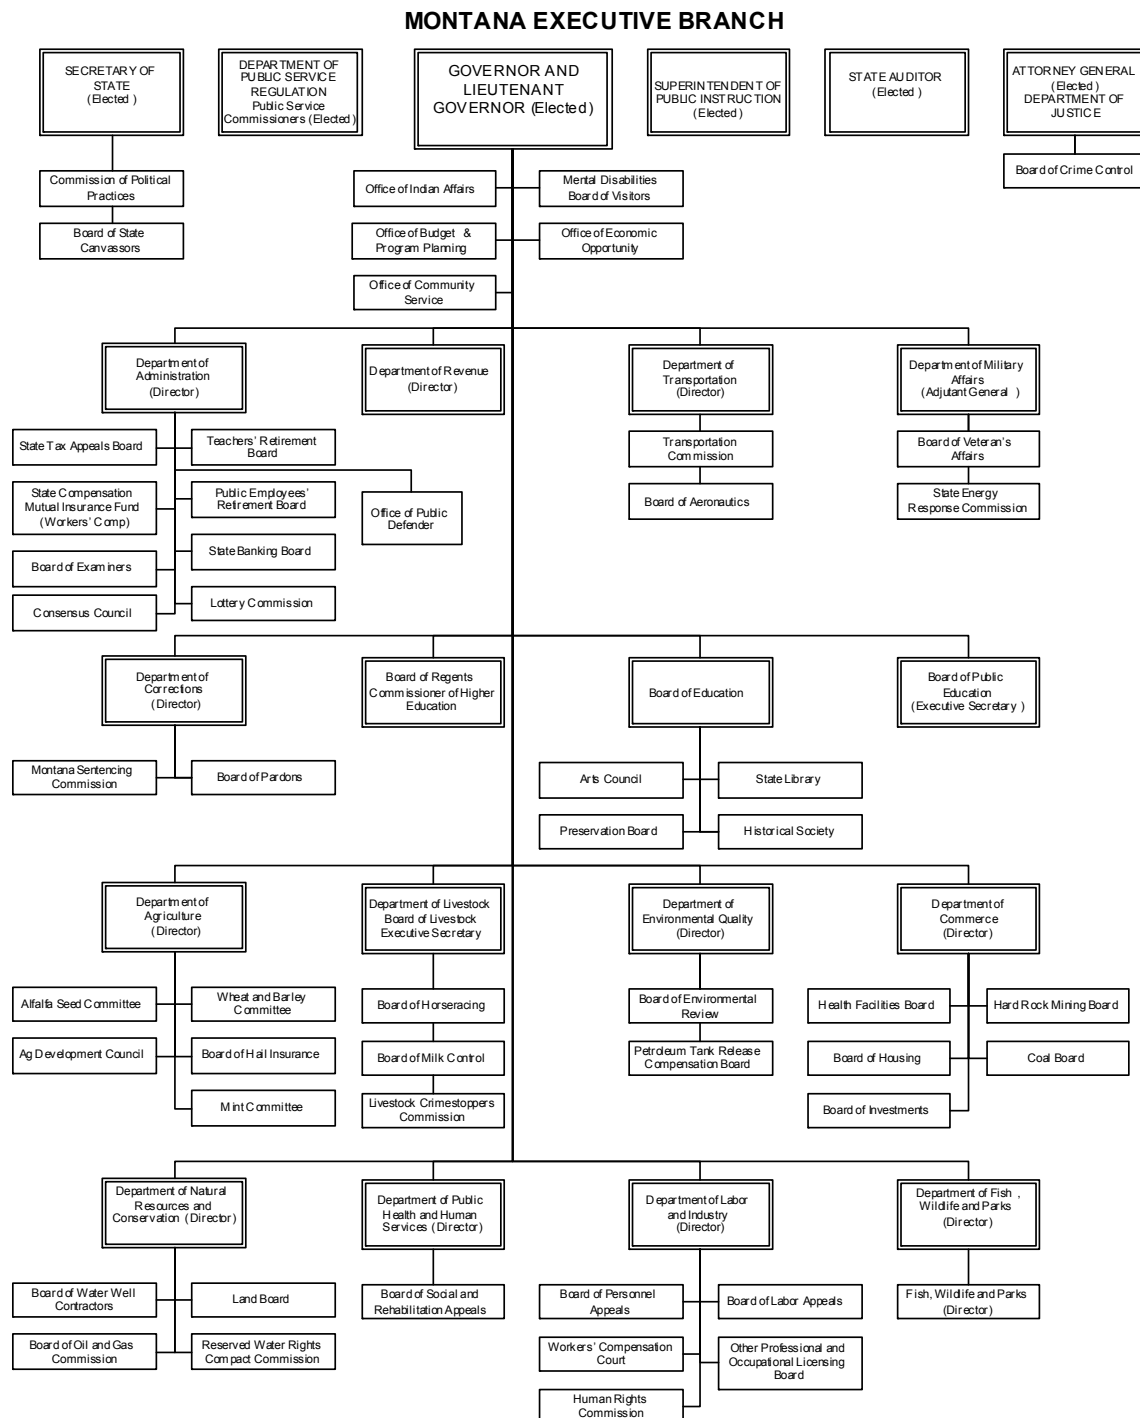 MONTANA EXECUTIVE BRANCH
SECRETARY OF
STATE
(Elected)
DEPARTMENT OF
PUBLIC SERVICE
REGULATION
Public Service
Commissioners (Elected)
GOVERNOR AND
LIEUTENANT
GOVERNOR (Elected)
SUPERINTENDENT OF
PUBLIC INSTRUCTION
(Elected)
STATE AUDITOR
(Elected)
ATTORNEY GENERAL
(Elected)
DEPARTMENT OF
JUSTICE
Commission of Political
Practices
Board of State
Canvassors
Office of Indian Affairs
Mental Disabilities
Board of Visitors
Office of Budget &
Program Planning
Office of Economic
Opportunity
Office of Community
Service
Board of Crime Control
Department of
Administration
(Director)
Department of Revenue
(Director)
Department of
Transportation
(Director)
Department of Military
Affairs
(Adjutant General )
State Tax Appeals Board
Teachers' Retirement
Board
State Compensation
Mutual Insurance Fund
(Workers' Comp)
Public Employees'
Retirement Board
Office of Public
Defender
Board of Examiners
State Banking Board
Consensus Council
Lottery Commission
Transportation
Commission
Board of Aeronautics
Board of Veteran's
Affairs
State Energy
Response Commission
Department of
Corrections
(Director)
Board of Regents
Commissioner of Higher
Education
Board of Education
Board of Public
Education
(Executive Secretary )
Montana Sentencing
Commission
Board of Pardons
Arts Council
State Library
Preservation Board
Historical Society
Department of
Agriculture
(Director)
Department of Livestock
Board of Livestock
Executive Secretary
Department of
Environmental Quality
(Director)
Department of
Commerce
(Director)
Alfalfa Seed Committee
Wheat and Barley
Committee
Ag Development Council
Board of Hail Insurance
Mint Committee
Board of Horseracing
Board of Milk Control
Livestock Crimestoppers
Commission
Board of Environmental
Review
Petroleum Tank Release
Compensation Board
Health Facilities Board
Hard Rock Mining Board
Board of Housing
Coal Board
Board of Investments
Department of Natural
Resources and
Conservation (Director)
Department of Public
Health and Human
Services (Director)
Department of Labor
and Industry
(Director)
Department of Fish ,
Wildlife and Parks
(Director)
Board of Water Well
Contractors
Land Board
Board of Oil and Gas
Commission
Reserved Water Rights
Compact Commission
Board of Social and
Rehabilitation Appeals
Board of Personnel
Appeals
Board of Labor Appeals
Workers' Compensation
Court
Other Professional and
Occupational Licensing
Board
Human Rights
Commission
Fish, Wildlife and Parks
(Director)